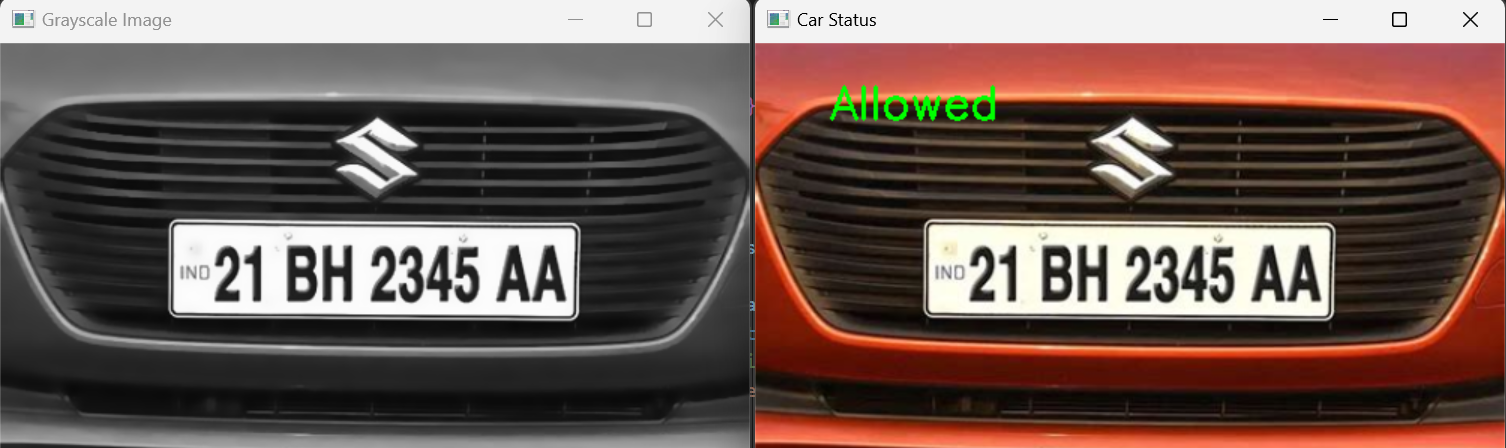 Grayscale Image
IND 21 BH 2345 AA
Car Status
Allowed
IND 21 BH 2345 AA